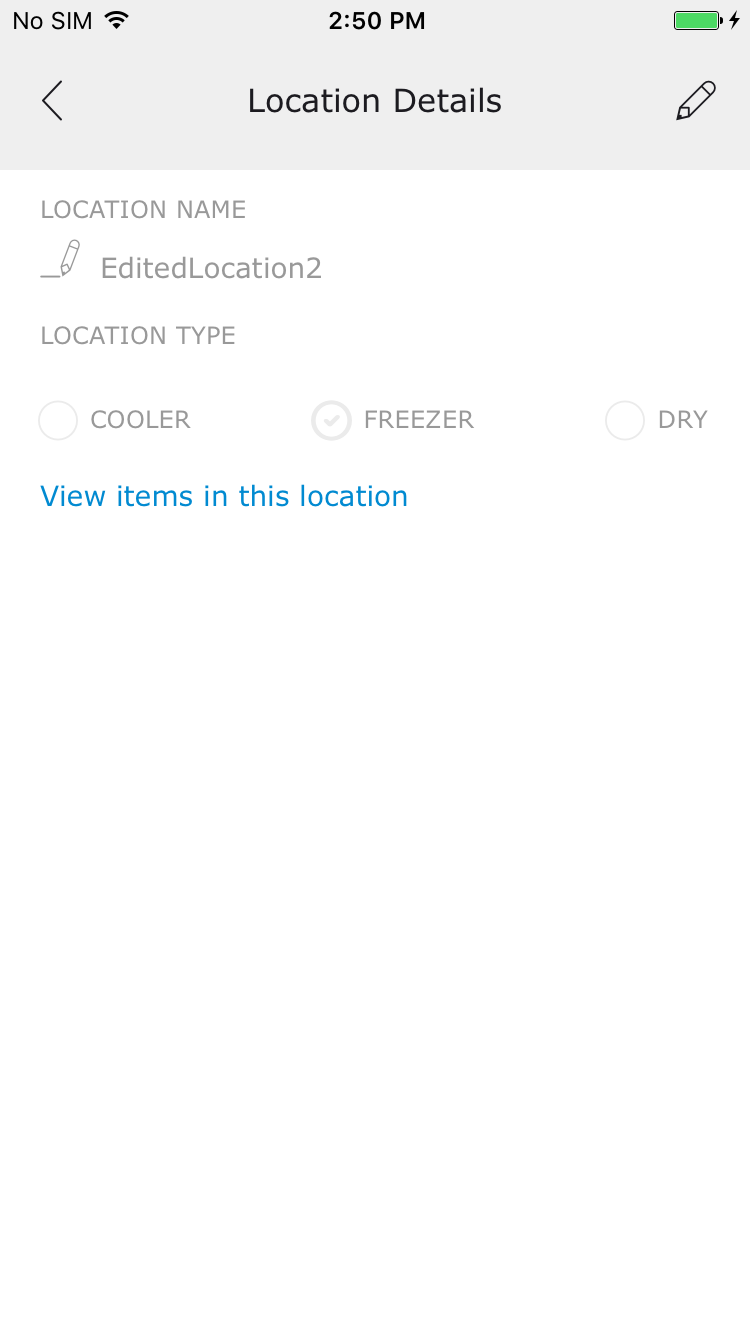 No SIM 2:50 PM
Location Details
LOCATION NAME
EditedLocation2
LOCATION TYPE
COOLER FREEZER DRY
View items in this location